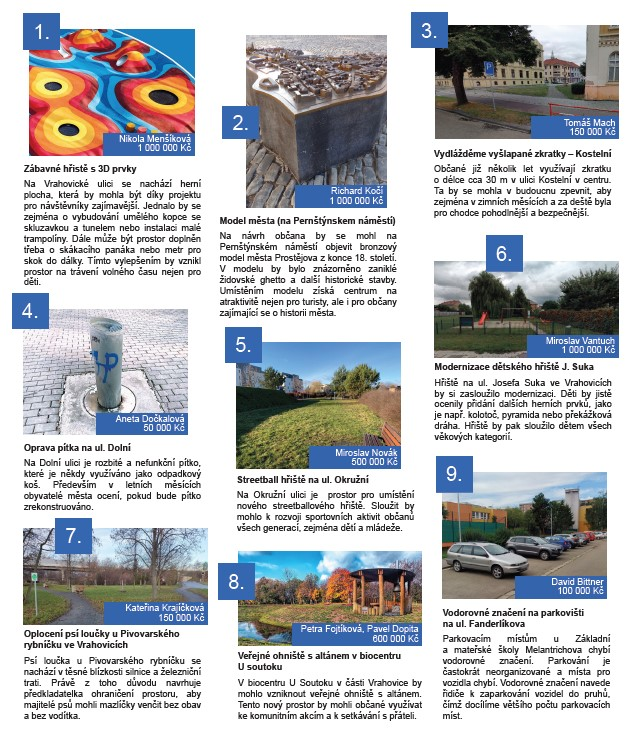 1.
Nikola Menšíková
1 000 000 Kč
Zábavné hřistě s 3D prvky
Na Vrahovické ulici se nachází herní
plocha, která by mohla být díky projektu
pro návštěvníky zajímavější. Jednalo by se
zejména o vybudování umělého kopce se
skluzavkou a tunelem nebo instalaci malé
trampolíny. Dále může být prostor doplněn
třeba o skákacího panáka nebo metr pro
skok do dálky. Tímto vylepšením by vznikl
prostor na trávení volného času nejen pro
děti.
2.
Richard Kočí
1 000 000 Kč
Model města (na Pernštýnskem náměstí)
Na návrh občana by se mohl na
Pernštýnském náměstí objevit bronzový
model města Prostějova z konce 18. století.
V modelu by bylo znázorněno zaniklé
židovské ghetto a další historické stavby.
Umístěním modelu získá centrum na
atraktivitě nejen pro turisty, ale i pro občany
zajímající se o historii města.
3.
Tomáš Mach
150 000 Kč
Vydlážděme vyšlapané zkratky – Kostelní
Občané již několik let využívají zkratku
o délce cca 30 m v ulici Kostelní v centru.
Ta by se mohla v budoucnu zpevnit, aby
zejména v zimních měsících a za deště byla
pro chodce pohodlnější a bezpečnější.
4.
Aneta Dočkalová
50 000 Kč
Oprava pítka na ul. Dolní
Na Dolní ulici je rozbité a nefunkční pítko,
které je někdy využíváno jako odpadkový
koš. Především v letních měsících
obyvatelé města ocení, pokud bude pítko
zrekonstruováno.
5.
Miroslav Novák
500 000 Kč
Streetball hřiště na ul. Okružní
Na Okružní ulici je prostor pro umístění
nového streetballového hřiště. Sloužit by
mohlo k rozvoji sportovních aktivit občanů
všech generací, zejména dětí a mládeže.
6.
Miroslav Vantuch
1 000 000 Kč
Modernizace dětského hřiště J. Suka
Hřiště na ul. Josefa Suka ve Vrahovicích
by si zasloužilo modernizaci. Děti by jistě
ocenily přidání dalších herních prvků, jako
je např. kolotoč, pyramida nebo překážková
dráha. Hřiště by pak sloužilo dětem všech
věkových kategorií.
7.
Kateřina Krajíčková
150 000 Kč
Oplocení psí loučky u Pivovarského
rybníčku ve Vrahovicích
Psí loučka u Pivovarského rybníčku se
nachází v těsné blízkosti silnice a železniční
trati. Právě z toho důvodu navrhuje
předkladatelka ohraničení prostoru, aby
majitelé psů mohli mazlíčky venčit bez obav
a bez vodítka.
8.
Petra Fojtíková, Pavel Dopita
600 000 Kč
Veřejné ohniště s altánem v biocentru
U soutoku
V biocentru U Soutoku v části Vrahovice by
mohlo vzniknout veřejné ohniště s altánem.
Tento nový prostor by mohli občané využívat
ke komunitním akcím a k setkávání s přáteli.
9.
David Bittner
100 000 Kč
Vodorovné značení na parkovišti
na ul. Fanderlíkova
Parkovacím místům u Základní
a mateřské školy Melantrichova chybí
vodorovné značení. Parkování je
častokrát neorganizované a místa pro
vozidla chybí. Vodorovné značení navede
řidiče k zaparkování vozidel do pruhů,
čímž docílíme většího počtu parkovacích
míst.